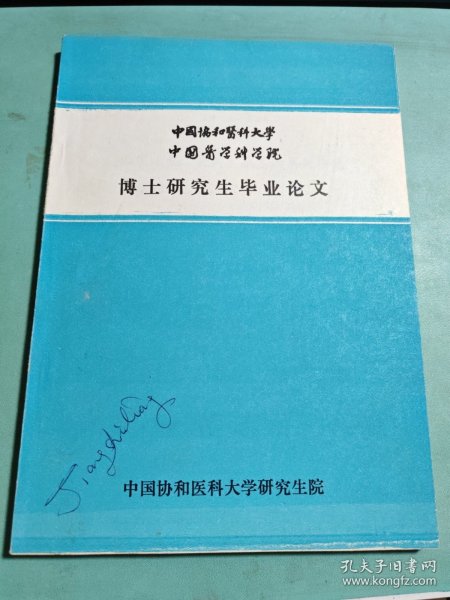 中国协和醫科大學
中国医学科学院
博士研究生毕业论文
中国协和医科大学研究生院
孔夫子旧书网
www.kongfz.com